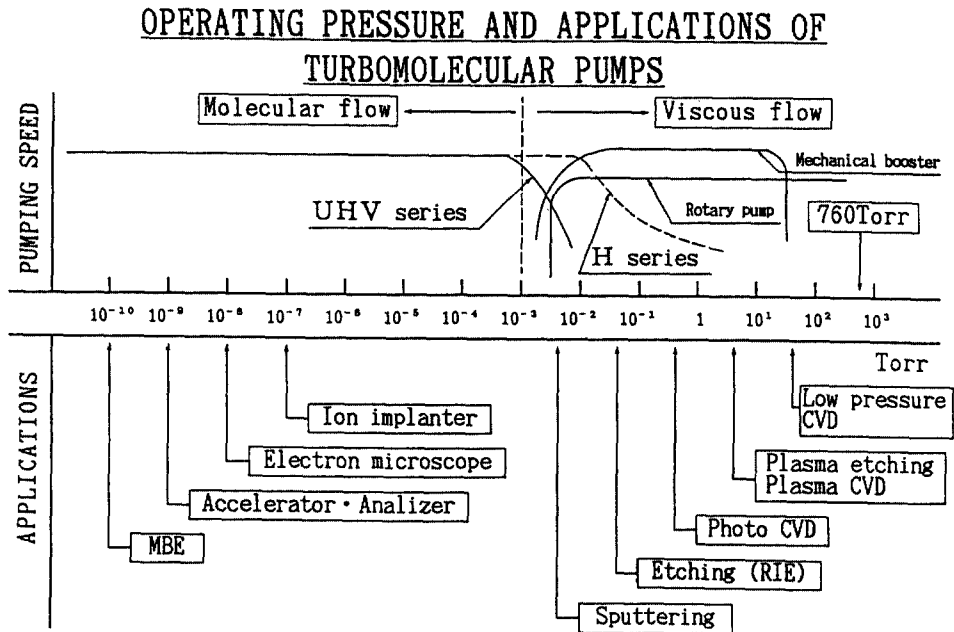 OPERATING PRESSURE AND APPLICATIONS OF
TURBOMOLECULAR PUMPS
PUMPING SPEED
Molecular flow
Viscous flow
Mechanical booster
UHV series
Rotary pump
760Torr
H series
10⁻¹⁰ 10⁻⁹ 10⁻⁸ 10⁻⁷ 10⁻⁶ 10⁻⁵ 10⁻⁴ 10⁻³ 10⁻² 10⁻¹ 1 10¹ 10² 10³
Torr
APPLICATIONS
Low pressure
CVD
Ion implanter
Electron microscope
Plasma etching
Plasma CVD
Accelerator・Analizer
Photo CVD
MBE
Etching (RIE)
Sputtering